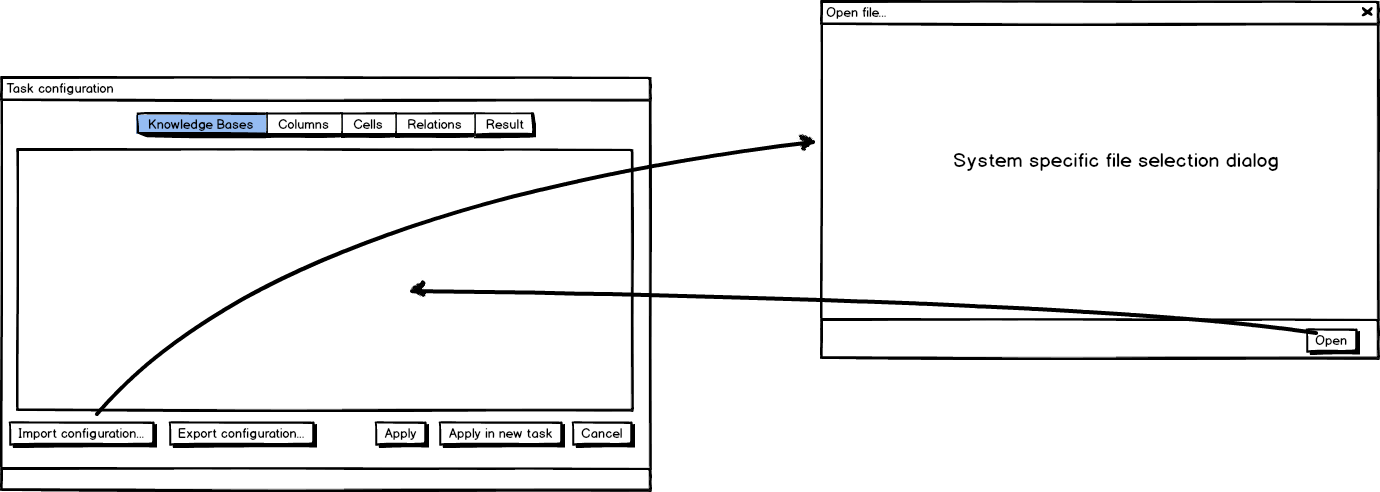 Open file...
Task configuration
Knowledge Bases Columns Cells Relations Result
System specific file selection dialog
Open
Import configuration... Export configuration... Apply Apply in new task Cancel